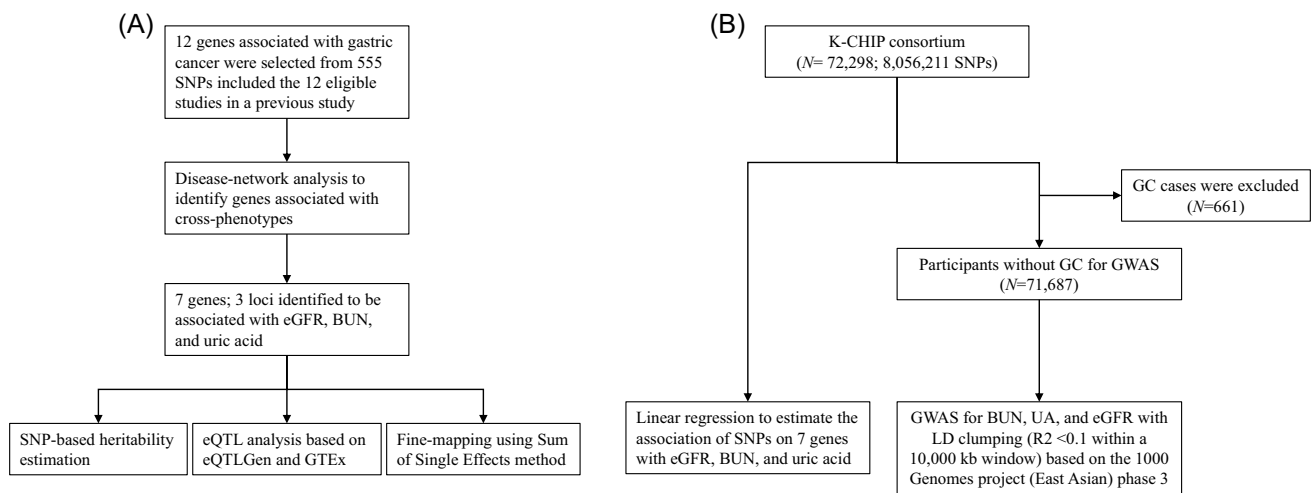 (A)
12 genes associated with gastric
cancer were selected from 555
SNPs included the 12 eligible
studies in a previous study
Disease-network analysis to
identify genes associated with
cross-phenotypes
7 genes; 3 loci identified to be
associated with eGFR, BUN,
and uric acid
SNP-based heritability
estimation
eQTL analysis based on
eQTLGen and GTEx
Fine-mapping using Sum
of Single Effects method
(B)
K-CHIP consortium
(N= 72,298; 8,056,211 SNPs)
GC cases were excluded
(N=661)
Participants without GC for GWAS
(N=71,687)
Linear regression to estimate the
association of SNPs on 7 genes
with eGFR, BUN, and uric acid
GWAS for BUN, UA, and eGFR with
LD clumping (R2 <0.1 within a
10,000 kb window) based on the 1000
Genomes project (East Asian) phase 3